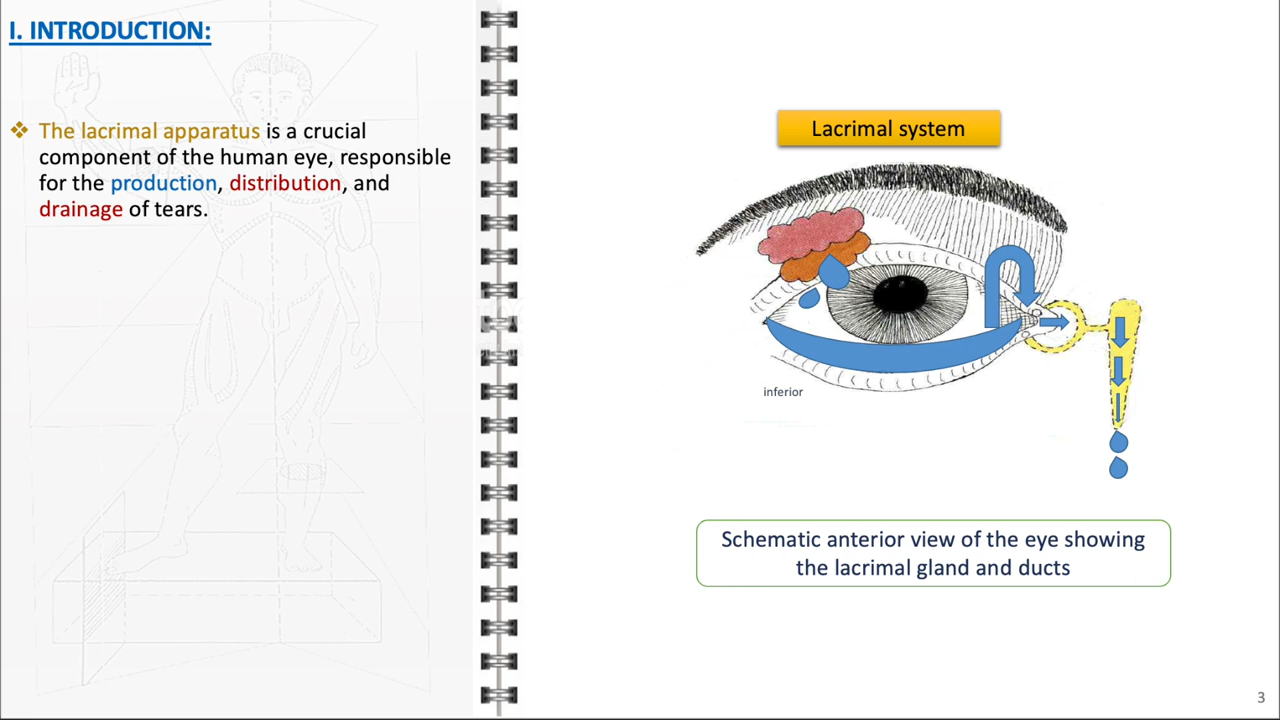 I. INTRODUCTION:
❖ The lacrimal apparatus is a crucial
component of the human eye, responsible
for the production, distribution, and
drainage of tears.
Lacrimal system
inferior
Schematic anterior view of the eye showing
the lacrimal gland and ducts
3